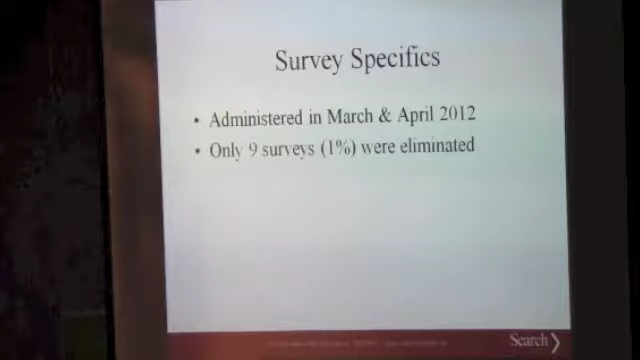 Survey Specifics
• Administered in March & April 2012
• Only 9 surveys (1%) were eliminated
Search